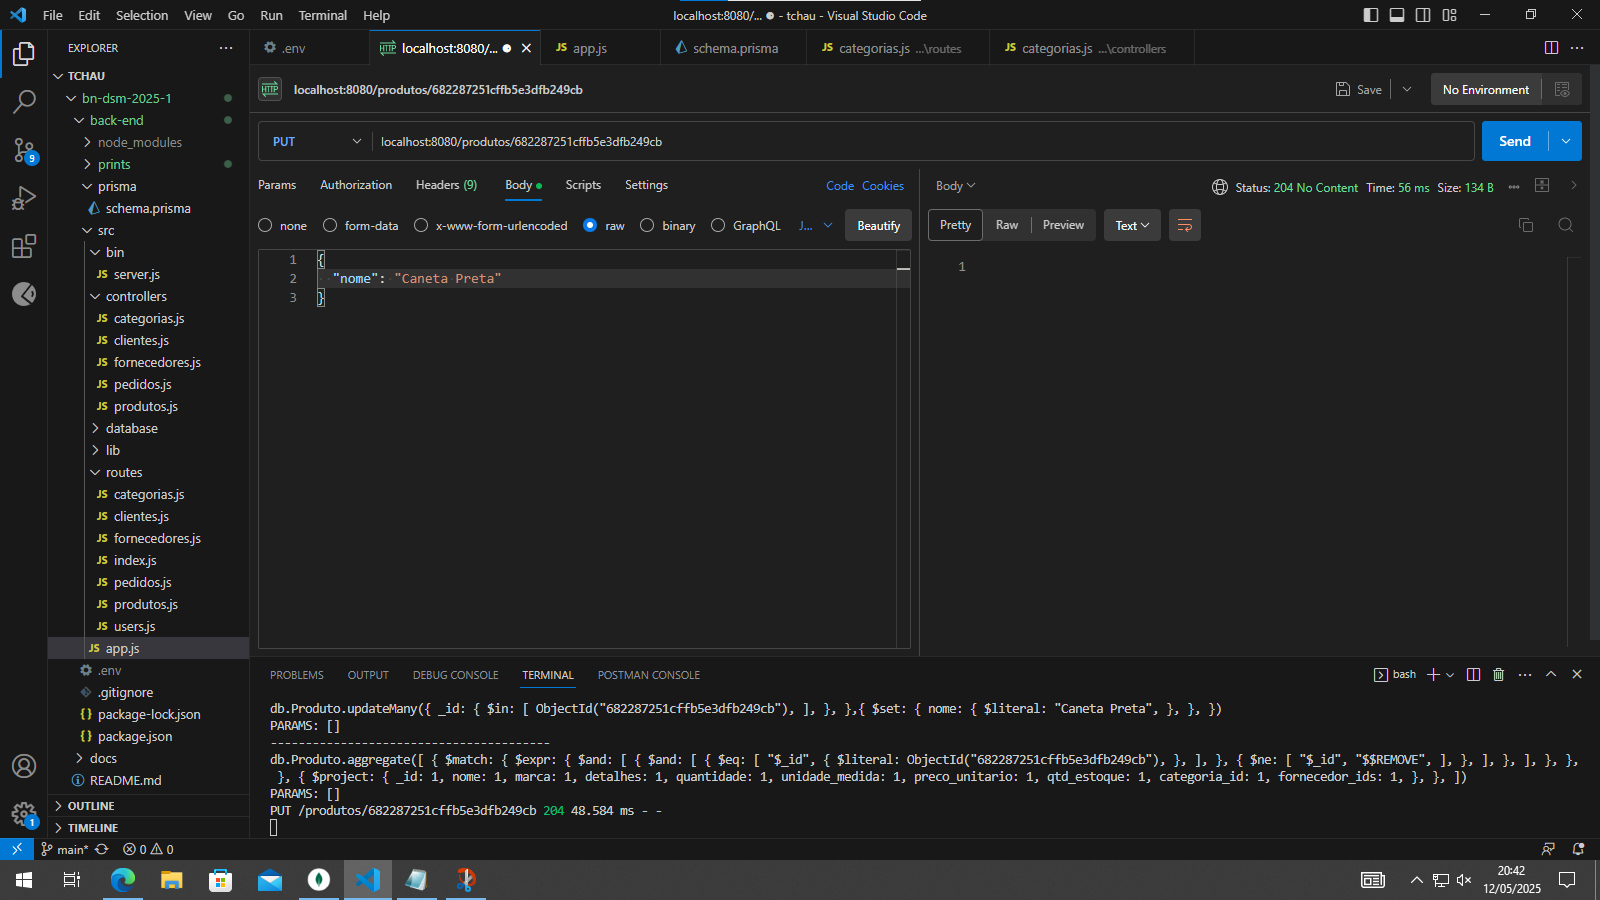 File Edit Selection View Go Run Terminal Help
localhost:8080/... ● - tchau - Visual Studio Code
EXPLORER
TCHAU
bn-dsm-2025-1
back-end
node_modules
prints
prisma
schema.prisma
src
bin
JS server.js
controllers
JS categorias.js
JS clientes.js
JS fornecedores.js
JS pedidos.js
JS produtos.js
database
lib
routes
JS categorias.js
JS clientes.js
JS fornecedores.js
JS index.js
JS pedidos.js
JS produtos.js
JS users.js
JS app.js
.env
.gitignore
{} package-lock.json
{} package.json
docs
README.md
OUTLINE
TIMELINE
9
1
.env
HTTP localhost:8080/... ●
JS app.js
schema.prisma
JS categorias.js ...\routes
JS categorias.js ...\controllers
HTTP localhost:8080/produtos/682287251cffb5e3dfb249cb
Save
No Environment
PUT localhost:8080/produtos/682287251cffb5e3dfb249cb
Send
Params Authorization Headers (9) Body Scripts Settings Code Cookies
none form-data x-www-form-urlencoded raw binary GraphQL J... Beautify
1 {
2 "nome": "Caneta Preta"
3 }
Body
Status: 204 No Content Time: 56 ms Size: 134 B
Pretty Raw Preview Text
1
PROBLEMS OUTPUT DEBUG CONSOLE TERMINAL POSTMAN CONSOLE
bash
db.Produto.updateMany({ _id: { $in: [ ObjectId("682287251cffb5e3dfb249cb"), ], }, },{ $set: { nome: { $literal: "Caneta Preta", }, }, })
PARAMS: []
----------------------------------------
db.Produto.aggregate([ { $match: { $expr: { $and: [ { $and: [ { $eq: [ "$_id", { $literal: ObjectId("682287251cffb5e3dfb249cb"), }, ], }, { $ne: [ "$_id", "$$REMOVE", ], }, ], }, ], }, },
}, { $project: { _id: 1, nome: 1, marca: 1, detalhes: 1, quantidade: 1, unidade_medida: 1, preco_unitario: 1, qtd_estoque: 1, categoria_id: 1, fornecedor_ids: 1, }, }, ])
PARAMS: []
PUT /produtos/682287251cffb5e3dfb249cb 204 48.584 ms - -
main* 0 0
20:42
12/05/2025